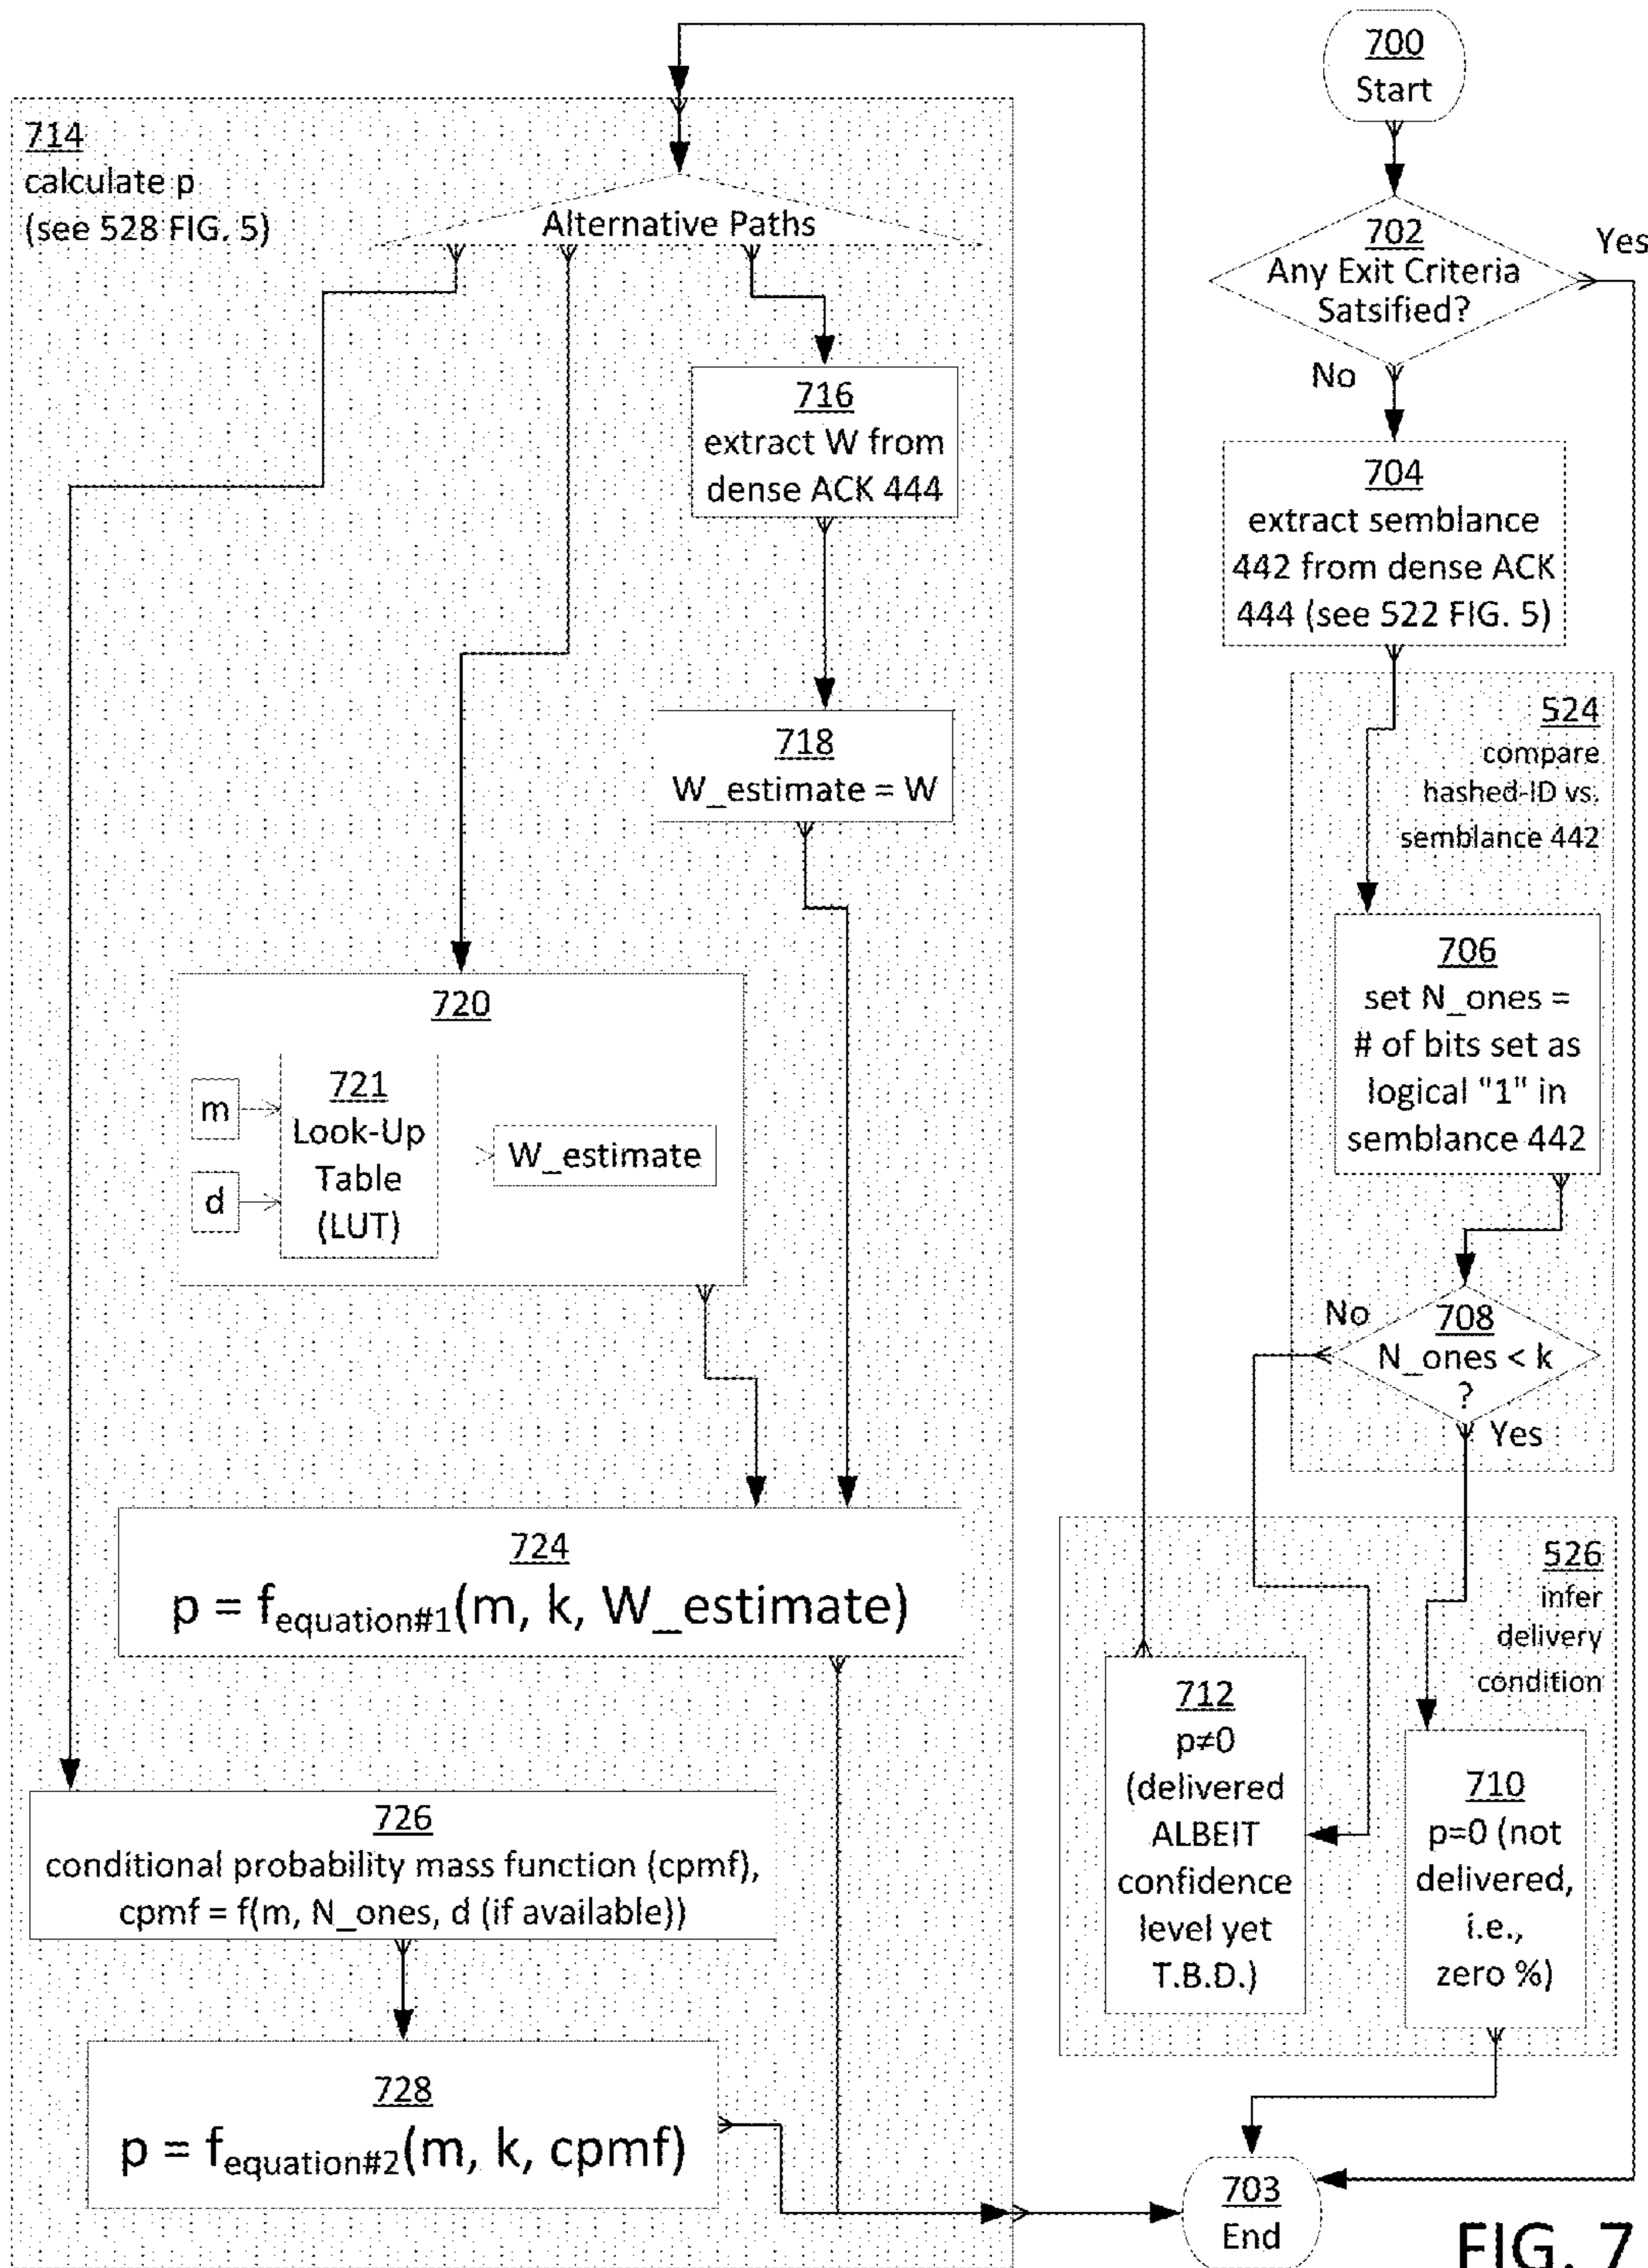 700
Start
702
Any Exit Criteria
Satsified?
Yes
No
704
extract semblance
442 from dense ACK
444 (see 522 FIG. 5)
524
compare
hashed-ID vs.
semblance 442
706
set N_ones =
# of bits set as
logical "1" in
semblance 442
708
N_ones < k
?
No
Yes
526
infer
delivery
condition
710
p=0 (not
delivered,
i.e.,
zero %)
712
p≠0
(delivered
ALBEIT
confidence
level yet
T.B.D.)
714
calculate p
(see 528 FIG. 5)
Alternative Paths
716
extract W from
dense ACK 444
718
W_estimate = W
720
m
d
721
Look-Up
Table
(LUT)
W_estimate
724
p = fequation#1(m, k, W_estimate)
726
conditional probability mass function (cpmf),
cpmf = f(m, N_ones, d (if available))
728
p = fequation#2(m, k, cpmf)
703
End
FIG. 7